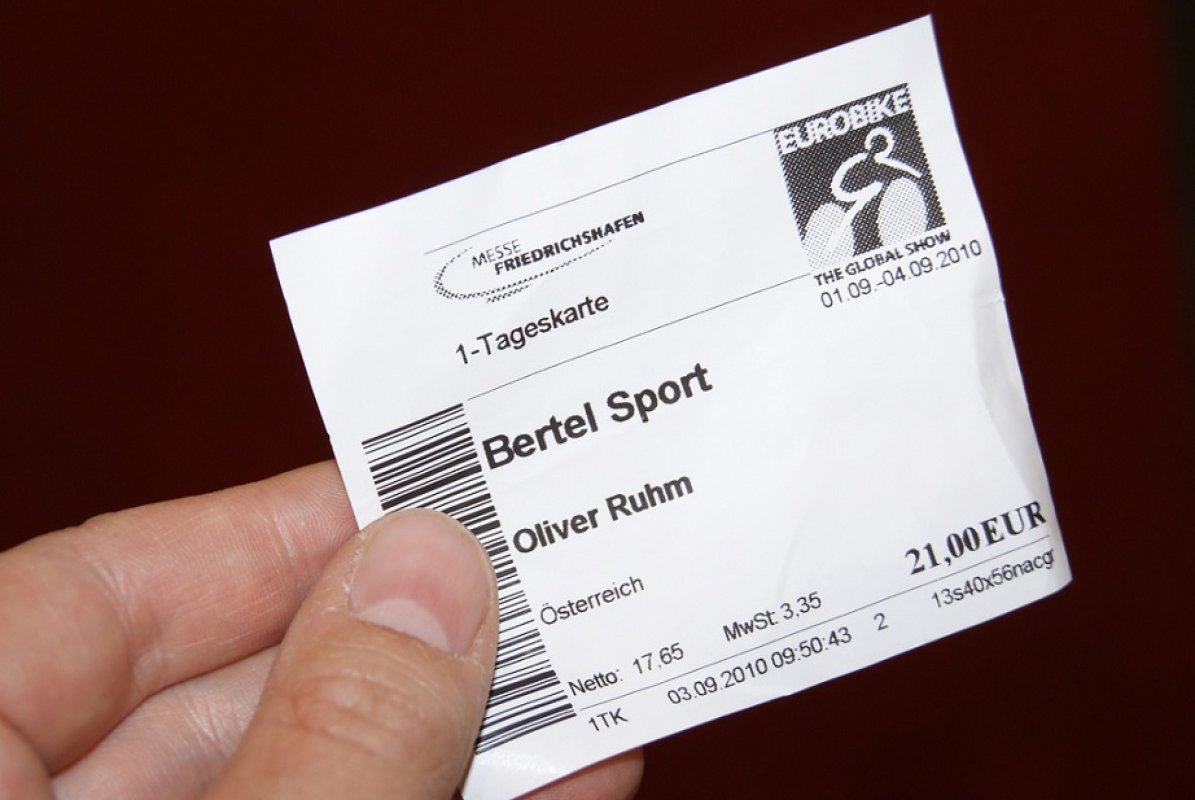 EUROBIKE
MESSE
FRIEDRICHSHAFEN
THE GLOBAL SHOW
01.09.-04.09.2010
1-Tageskarte
Bertel Sport
Oliver Ruhm
21,00EUR
Österreich
Netto: 17,65 MwSt: 3,35
1TK 03.09.2010 09:50:43 2 13s40x56nacgr